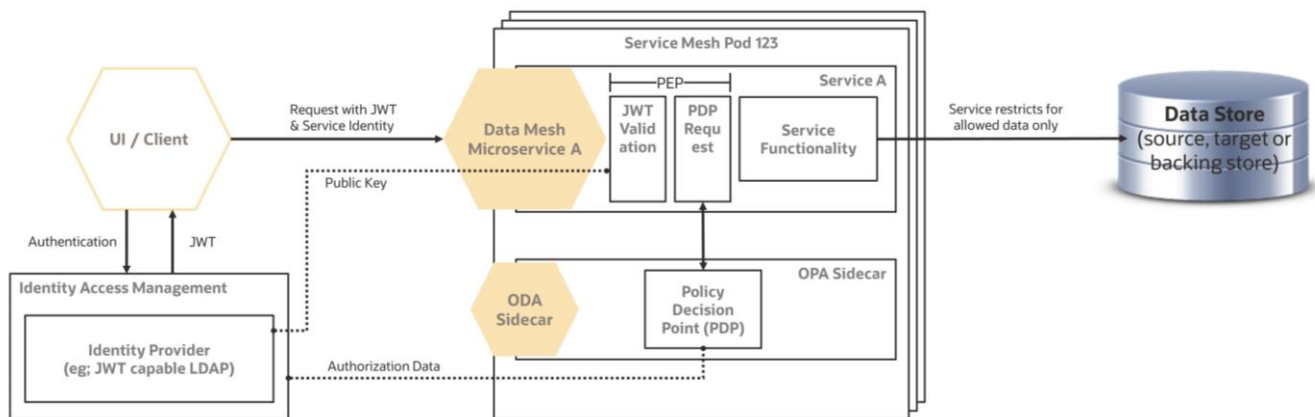 Service Mesh Pod 123
PEP
Service A
UI / Client
Request with JWT
& Service Identity
Data Mesh
Microservice A
JWT
Valid
ation
PDP
Requ
est
Service
Functionality
Service restricts for
allowed data only
Data Store
(source, target or
backing store)
Public Key
Authentication
JWT
Identity Access Management
Identity Provider
(eg; JWT capable LDAP)
Authorization Data
ODA
Sidecar
OPA Sidecar
Policy
Decision
Point (PDP)